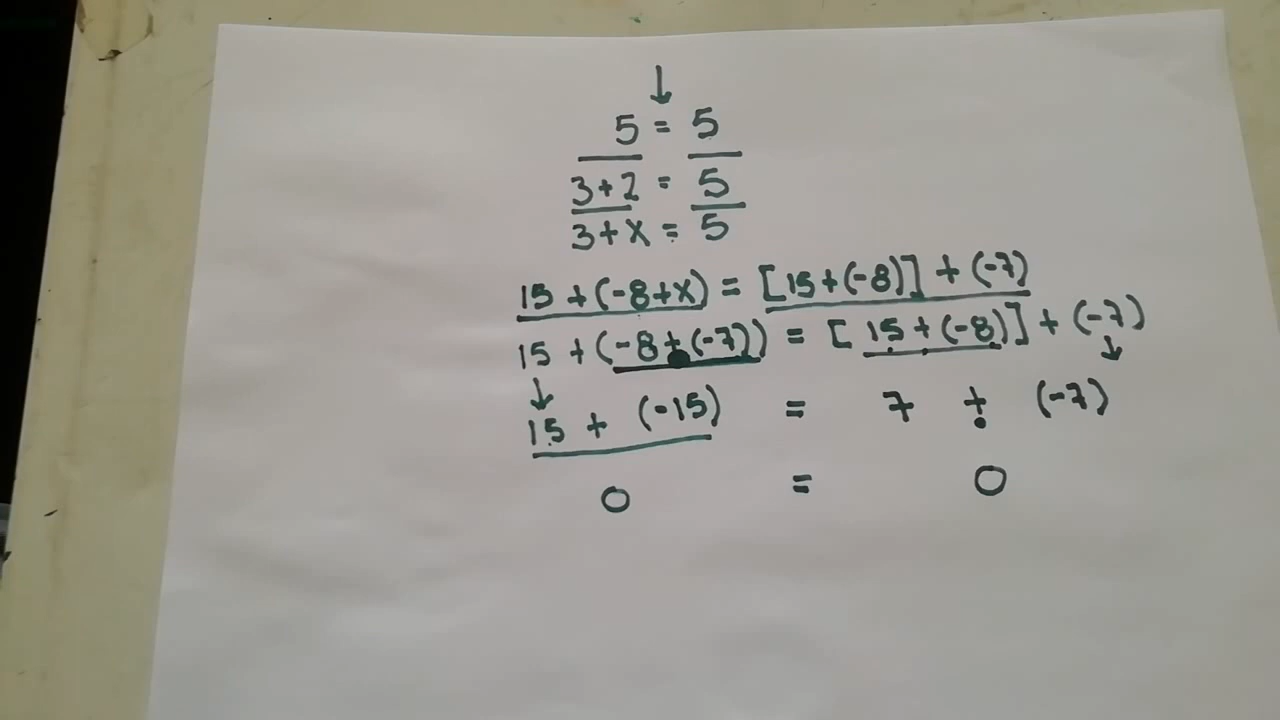 ↓
5 = 5
3+2 = 5
3+x = 5
15 + (-8+x) = [15+(-8)] + (-7)
15 + (-8+(-7)) = [15+(-8)] + (-7)
↓ ↓
15 + (-15) = 7 + (-7)
0 = 0